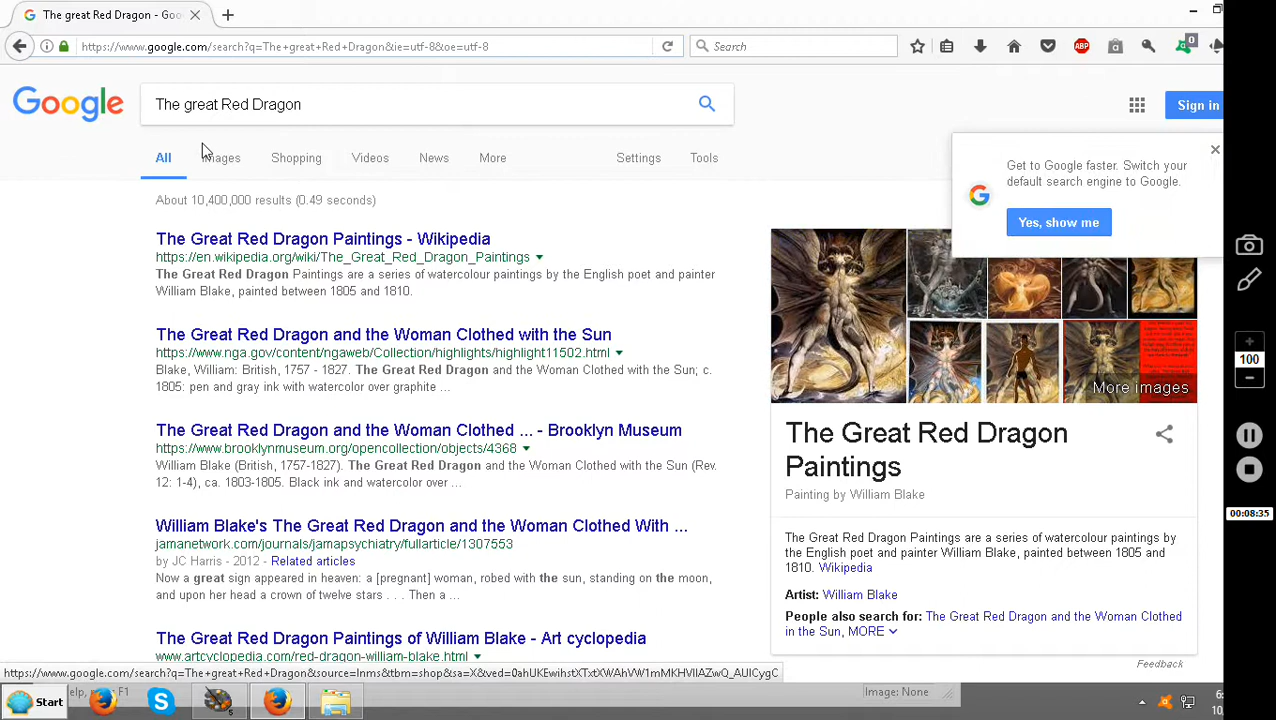 The great Red Dragon - Goo
https://www.google.com/search?q=The+great+Red+Dragon&ie=utf-8&oe=utf-8
Search
ABP
0
Google
The great Red Dragon
Sign in
All
Images
Shopping
Videos
News
More
Settings
Tools
Get to Google faster. Switch your
default search engine to Google.
Yes, show me
About 10,400,000 results (0.49 seconds)
The Great Red Dragon Paintings - Wikipedia
https://en.wikipedia.org/wiki/The_Great_Red_Dragon_Paintings
The Great Red Dragon Paintings are a series of watercolour paintings by the English poet and painter
William Blake, painted between 1805 and 1810.
The Great Red Dragon and the Woman Clothed with the Sun
https://www.nga.gov/content/ngaweb/Collection/highlights/highlight11502.html
Blake, William: British, 1757 - 1827. The Great Red Dragon and the Woman Clothed with the Sun; c.
1805: pen and gray ink with watercolor over graphite ...
The Great Red Dragon and the Woman Clothed ... - Brooklyn Museum
https://www.brooklynmuseum.org/opencollection/objects/4368
William Blake (British, 1757-1827). The Great Red Dragon and the Woman Clothed with the Sun (Rev.
12: 1-4), ca. 1803-1805. Black ink and watercolor over ...
William Blake's The Great Red Dragon and the Woman Clothed With ...
jamanetwork.com/journals/jamapsychiatry/fullarticle/1307553
by JC Harris - 2012 - Related articles
Now a great sign appeared in heaven: a [pregnant] woman, robed with the sun, standing on the moon,
and upon her head a crown of twelve stars . . . Then a ...
The Great Red Dragon Paintings of William Blake - Art cyclopedia
www.artcyclopedia.com/red-dragon-william-blake.html
More images
The Great Red Dragon
Paintings
Painting by William Blake
The Great Red Dragon Paintings are a series of watercolour paintings by
the English poet and painter William Blake, painted between 1805 and
1810. Wikipedia
Artist: William Blake
People also search for: The Great Red Dragon and the Woman Clothed
in the Sun, MORE
Feedback
100
00:08:35
Start
elp,
F1
Image: None
6:
10,